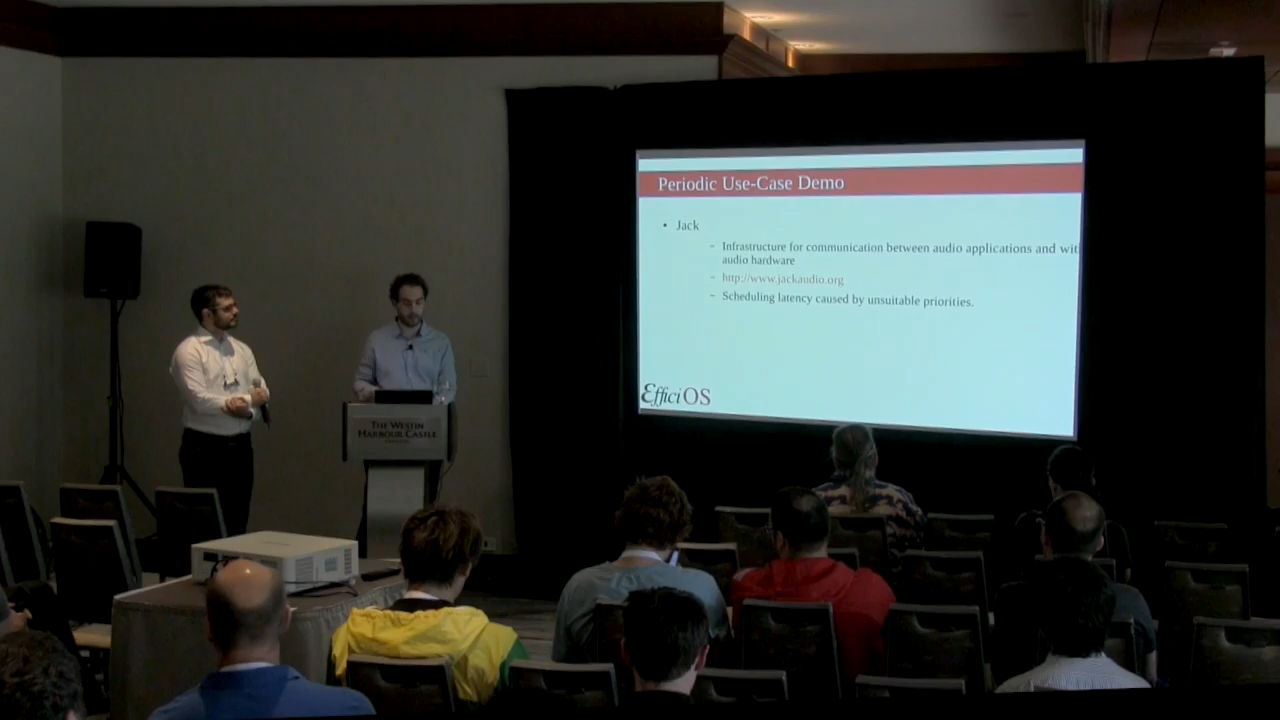 Periodic Use-Case Demo
• Jack
– Infrastructure for communication between audio applications and wit
audio hardware
– http://www.jackaudio.org
– Scheduling latency caused by unsuitable priorities.
EfficiOS
THE WESTIN
HARBOUR CASTLE